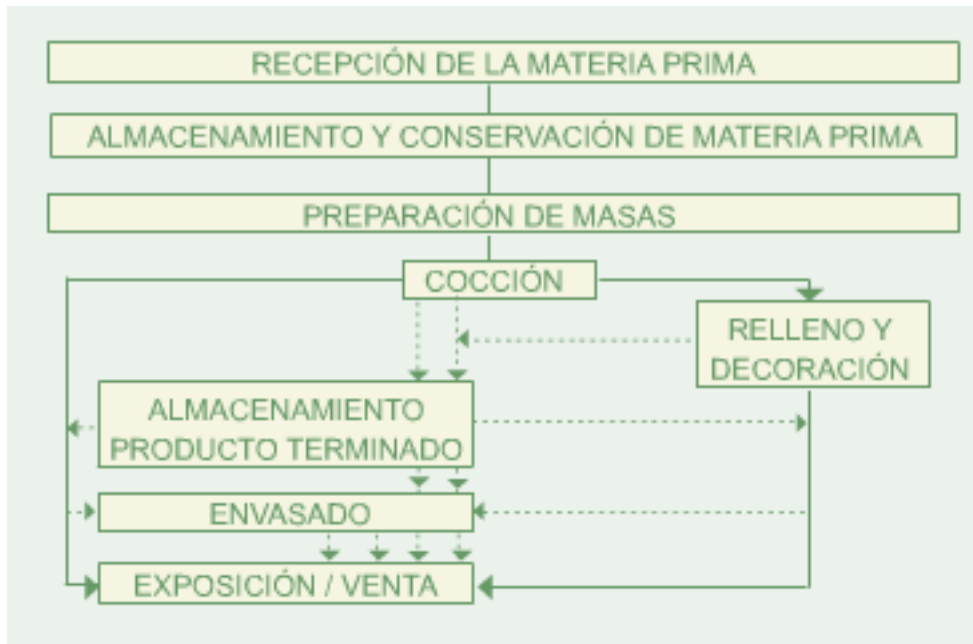 RECEPCIÓN DE LA MATERIA PRIMA
ALMACENAMIENTO Y CONSERVACIÓN DE MATERIA PRIMA
PREPARACIÓN DE MASAS
COCCIÓN
RELLENO Y
DECORACIÓN
ALMACENAMIENTO
PRODUCTO TERMINADO
ENVASADO
EXPOSICIÓN / VENTA